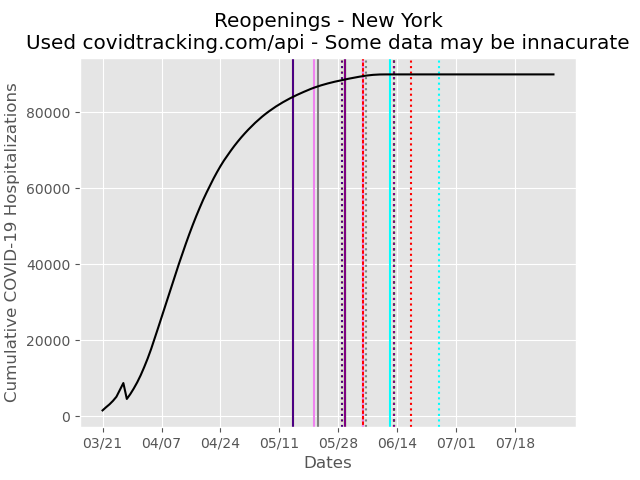 Reopenings - New York
Used covidtracking.com/api - Some data may be innacurate
Cumulative COVID-19 Hospitalizations
80000
60000
40000
20000
0
03/21 04/07 04/24 05/11 05/28 06/14 07/01 07/18
Dates